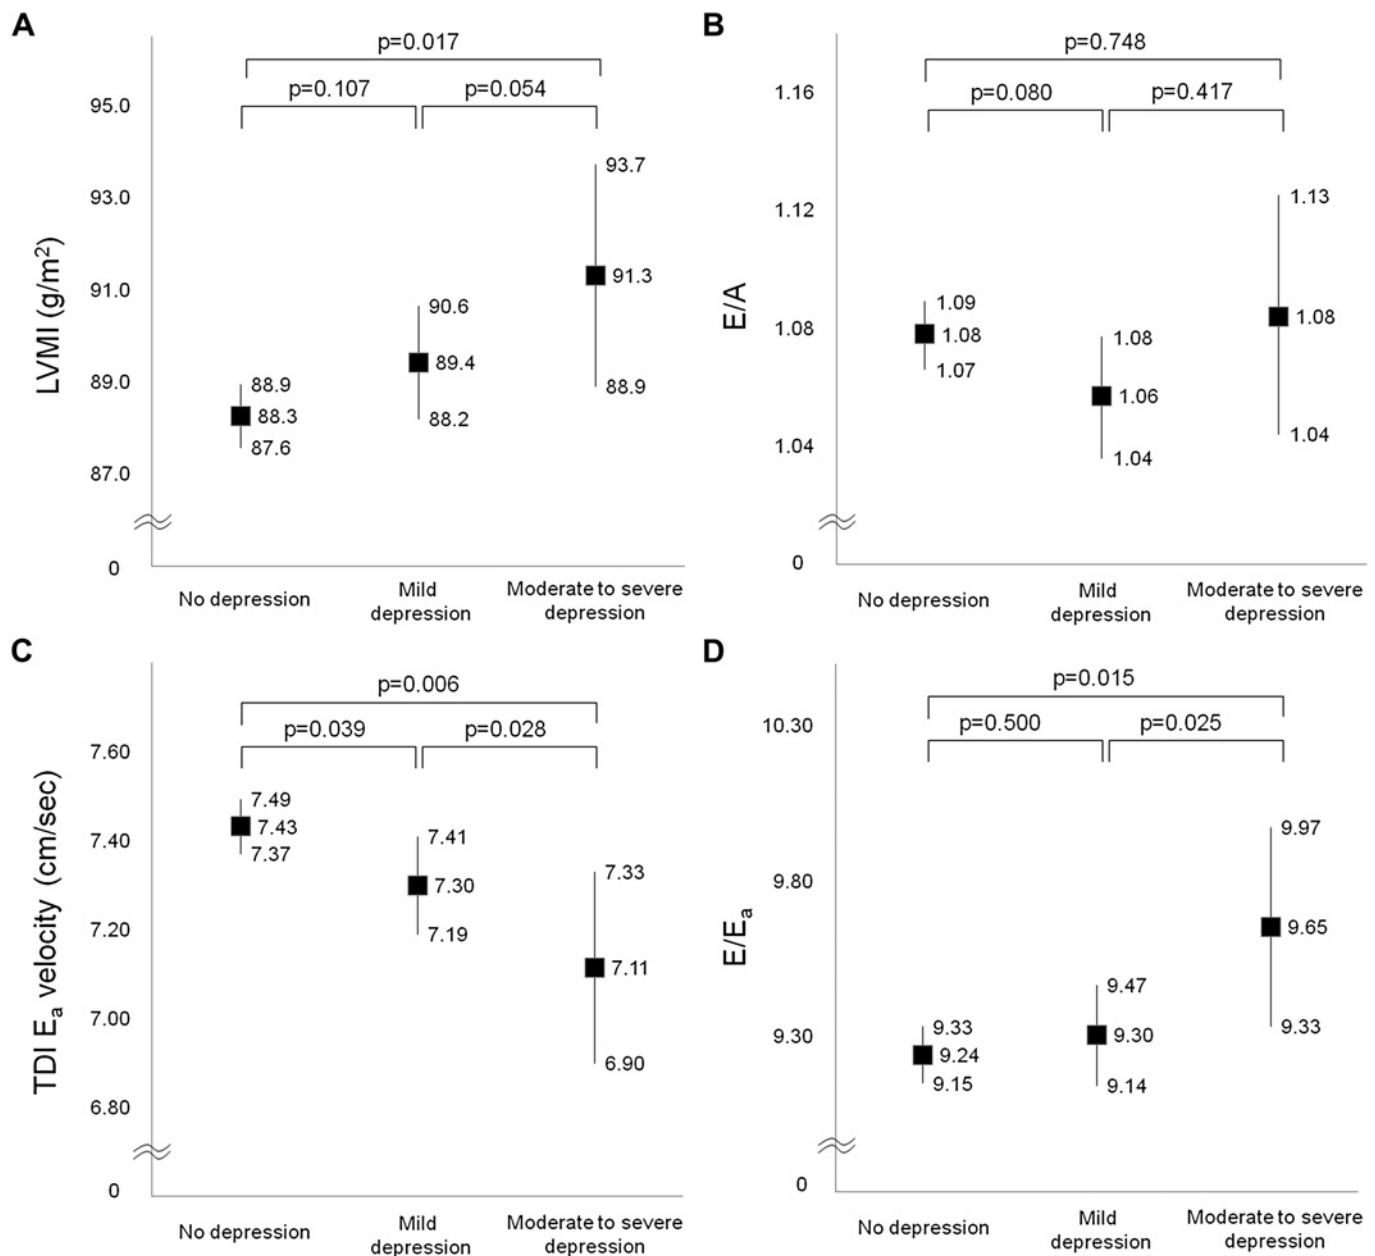 A
p=0.017
p=0.107 p=0.054
95.0
93.0
91.0
89.0
87.0
0
LVMI (g/m²)
88.9
88.3
87.6
90.6
89.4
88.2
93.7
91.3
88.9
No depression
Mild
depression
Moderate to severe
depression
B
p=0.748
p=0.080 p=0.417
1.16
1.12
1.08
1.04
0
E/A
1.09
1.08
1.07
1.08
1.06
1.04
1.13
1.08
1.04
No depression
Mild
depression
Moderate to severe
depression
C
p=0.006
p=0.039 p=0.028
7.60
7.40
7.20
7.00
6.80
0
TDI Ea velocity (cm/sec)
7.49
7.43
7.37
7.41
7.30
7.19
7.33
7.11
6.90
No depression
Mild
depression
Moderate to severe
depression
D
p=0.015
p=0.500 p=0.025
10.30
9.80
9.30
0
E/Ea
9.33
9.24
9.15
9.47
9.30
9.14
9.97
9.65
9.33
No depression
Mild
depression
Moderate to severe
depression